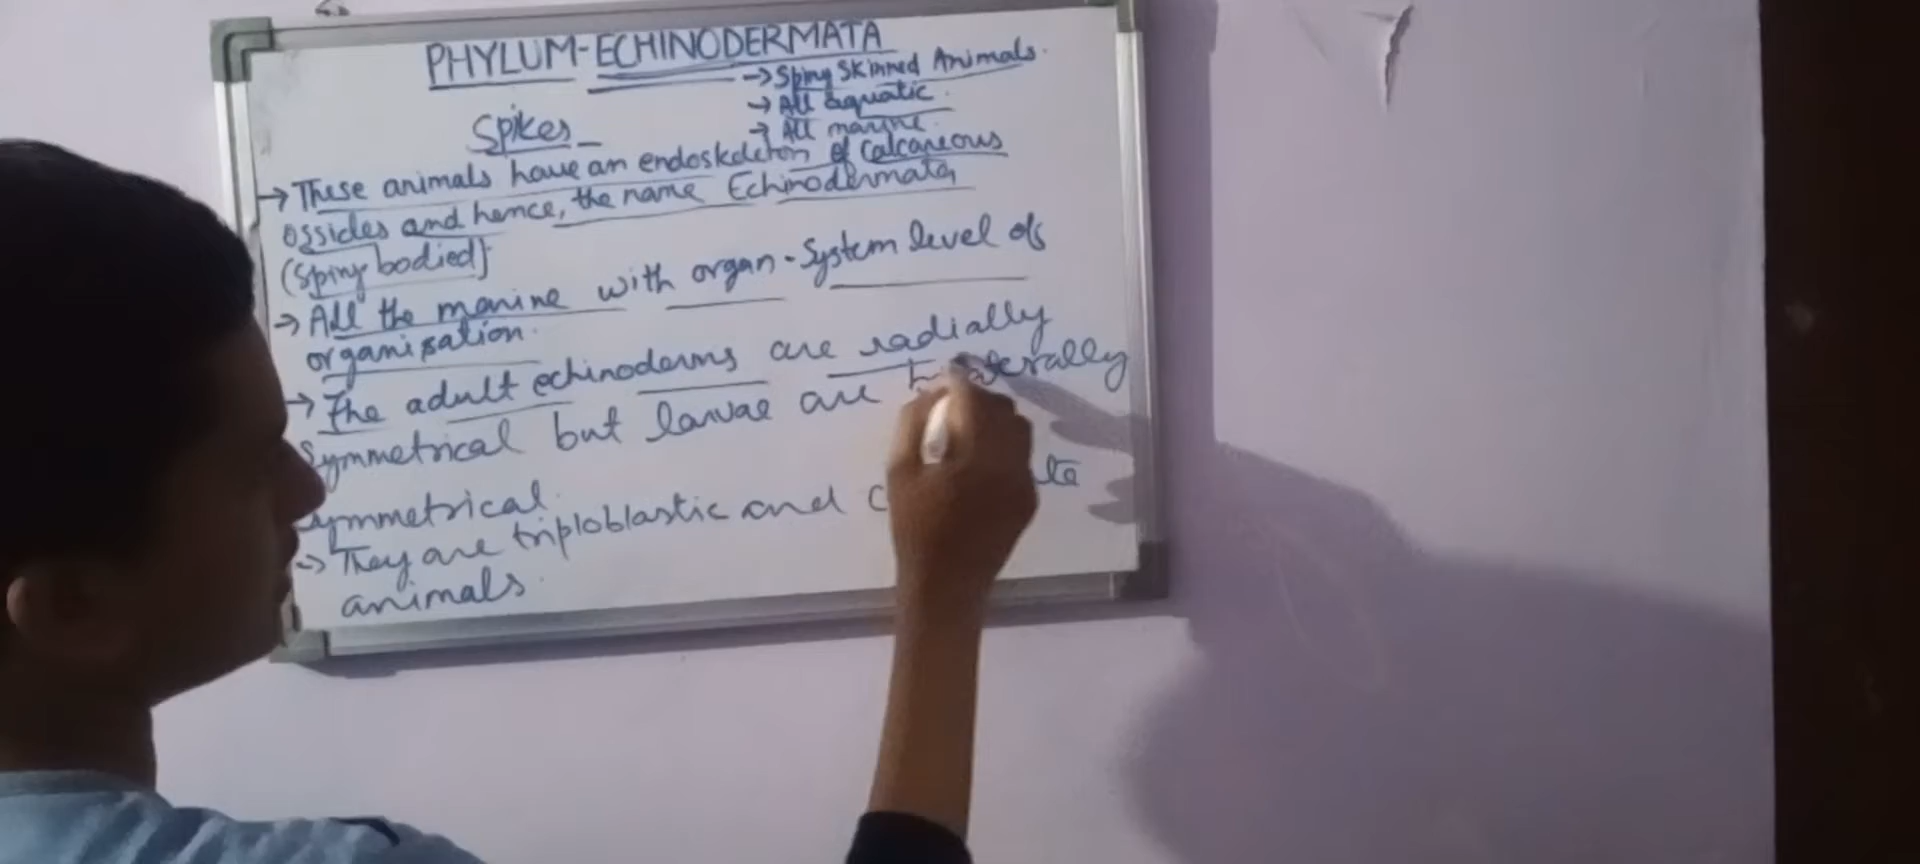 PHYLUM-ECHINODERMATA
→ Spiny Skinned Animals.
→ All aquatic.
→ All marine.
Spikes
→ These animals have an endoskeleton of calcareous
ossicles and hence, the name Echinodermata,
(Spiny bodied)
→ All the marine with organ-System level of
organisation.
→ The adult echinoderms are radially
Symmetrical but larvae are
Symmetrical.
→ They are triploblastic and
animals.